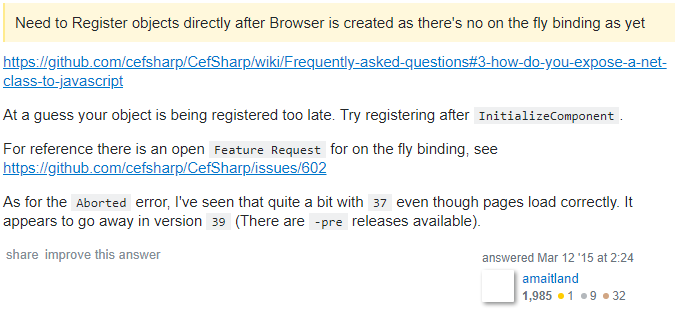 Need to Register objects directly after Browser is created as there's no on the fly binding as yet
https://github.com/cefsharp/CefSharp/wiki/Frequently-asked-questions#3-how-do-you-expose-a-net-
class-to-javascript
At a guess your object is being registered too late. Try registering after InitializeComponent.
For reference there is an open Feature Request for on the fly binding, see
https://github.com/cefsharp/CefSharp/issues/602
As for the Aborted error, I've seen that quite a bit with 37 even though pages load correctly. It
appears to go away in version 39 (There are -pre releases available).
share improve this answer
answered Mar 12 '15 at 2:24
amaitland
1,985 ●1 ●9 ●32